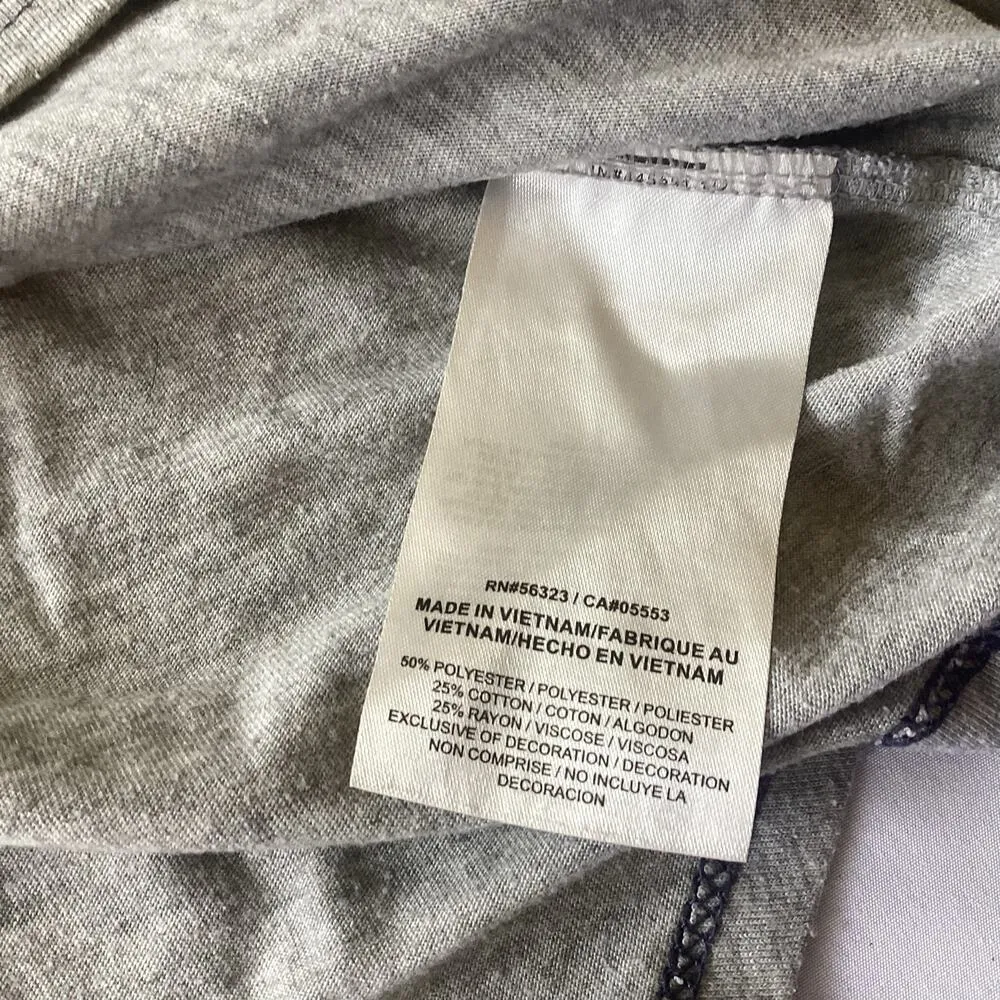 RN#56323 / CA#05553
MADE IN VIETNAM/FABRIQUE AU
VIETNAM/HECHO EN VIETNAM
50% POLYESTER / POLYESTER / POLIESTER
25% COTTON / COTON / ALGODON
25% RAYON / VISCOSE / VISCOSA
EXCLUSIVE OF DECORATION / DECORATION
NON COMPRISE / NO INCLUYE LA
DECORACION